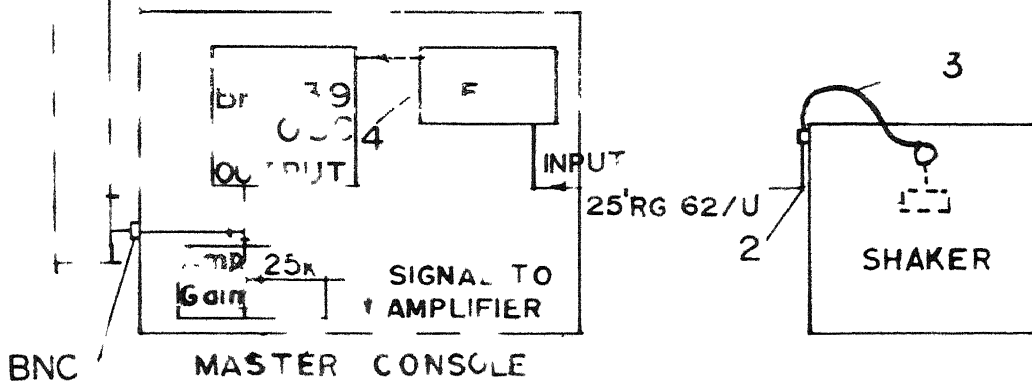 3
4
INPUT
25'RG 62/U
2
SHAKER
25K
SIGNAL TO
AMPLIFIER
Gain
BNC
MASTER CONSOLE